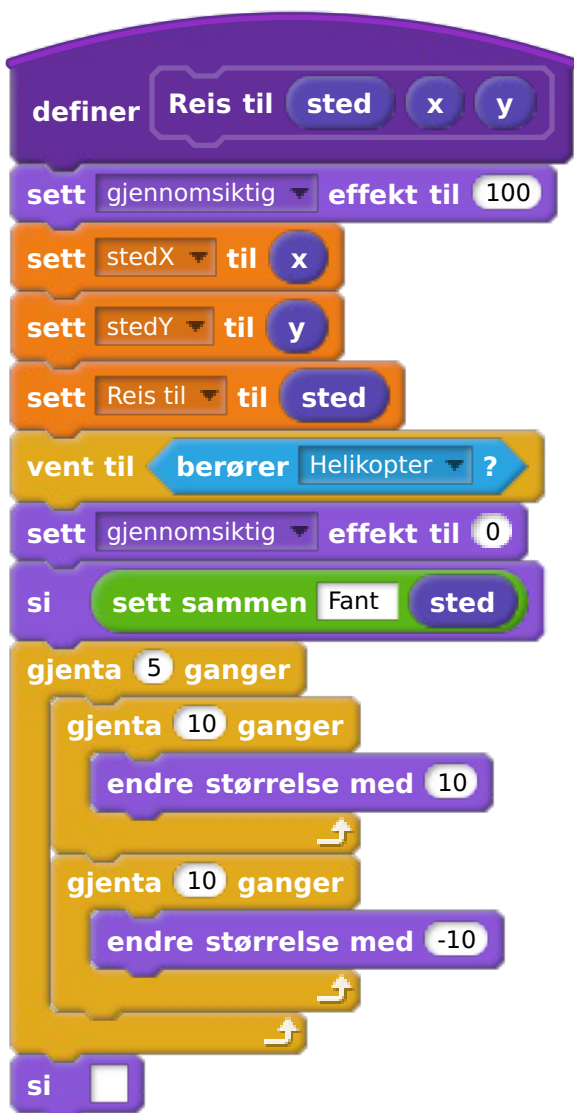 definer Reis til sted x y
sett gjennomsiktig effekt til 100
sett stedX til x
sett stedY til y
sett Reis til til sted
vent til berører Helikopter ?
sett gjennomsiktig effekt til 0
si sett sammen Fant sted
gjenta 5 ganger
gjenta 10 ganger
endre størrelse med 10
gjenta 10 ganger
endre størrelse med -10
si